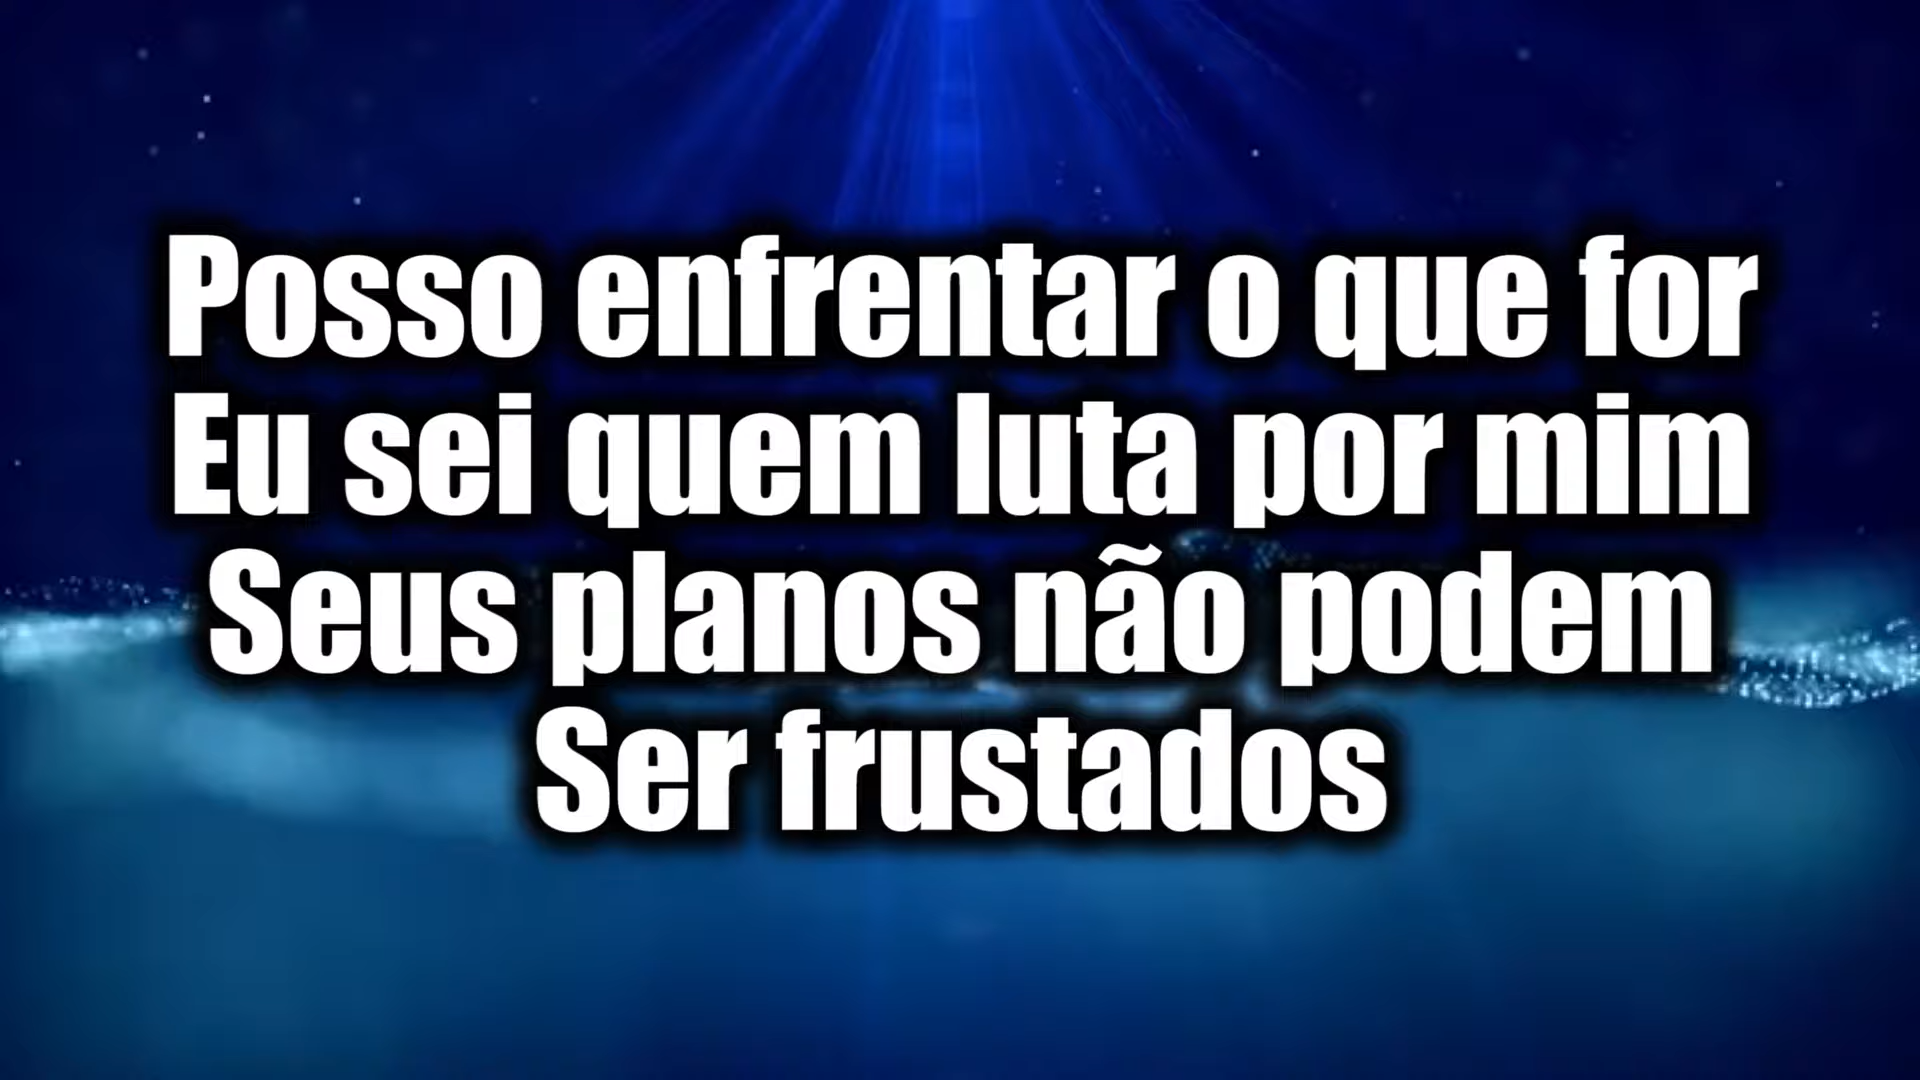 Posso enfrentar o que for
Eu sei quem luta por mim
Seus planos não podem
Ser frustados